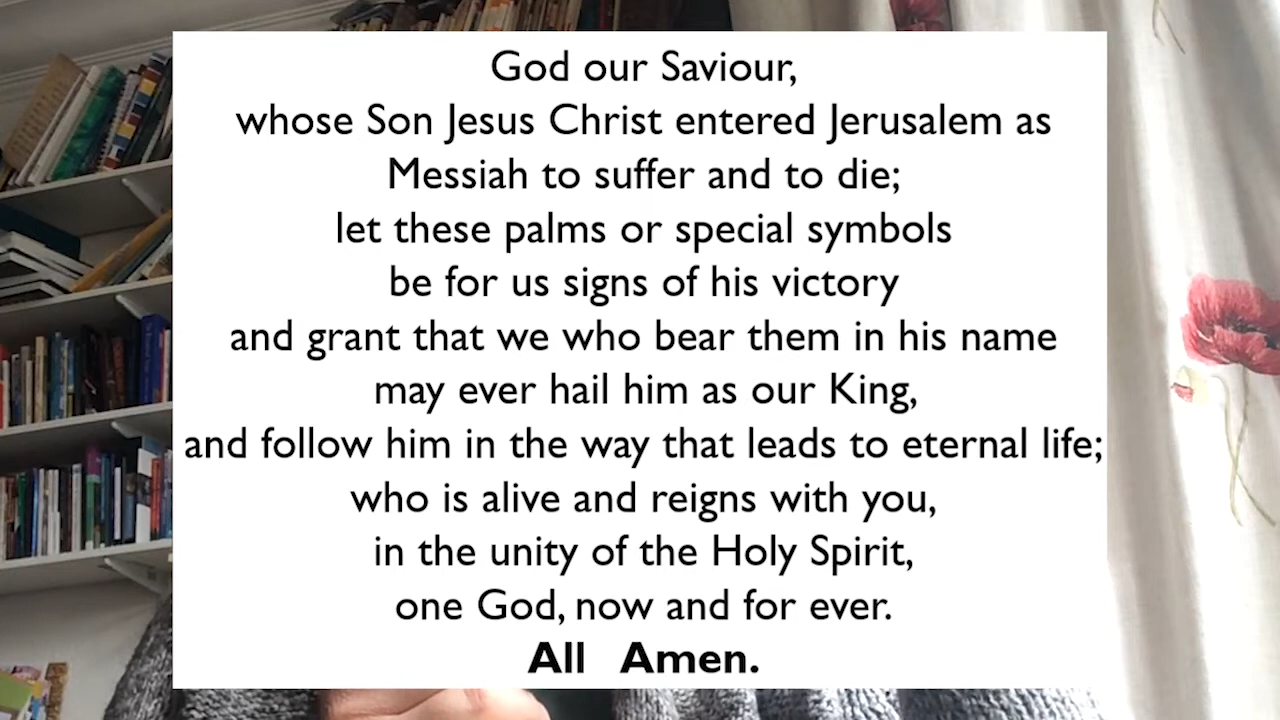 God our Saviour,
whose Son Jesus Christ entered Jerusalem as
Messiah to suffer and to die;
let these palms or special symbols
be for us signs of his victory
and grant that we who bear them in his name
may ever hail him as our King,
and follow him in the way that leads to eternal life;
who is alive and reigns with you,
in the unity of the Holy Spirit,
one God, now and for ever.
All Amen.